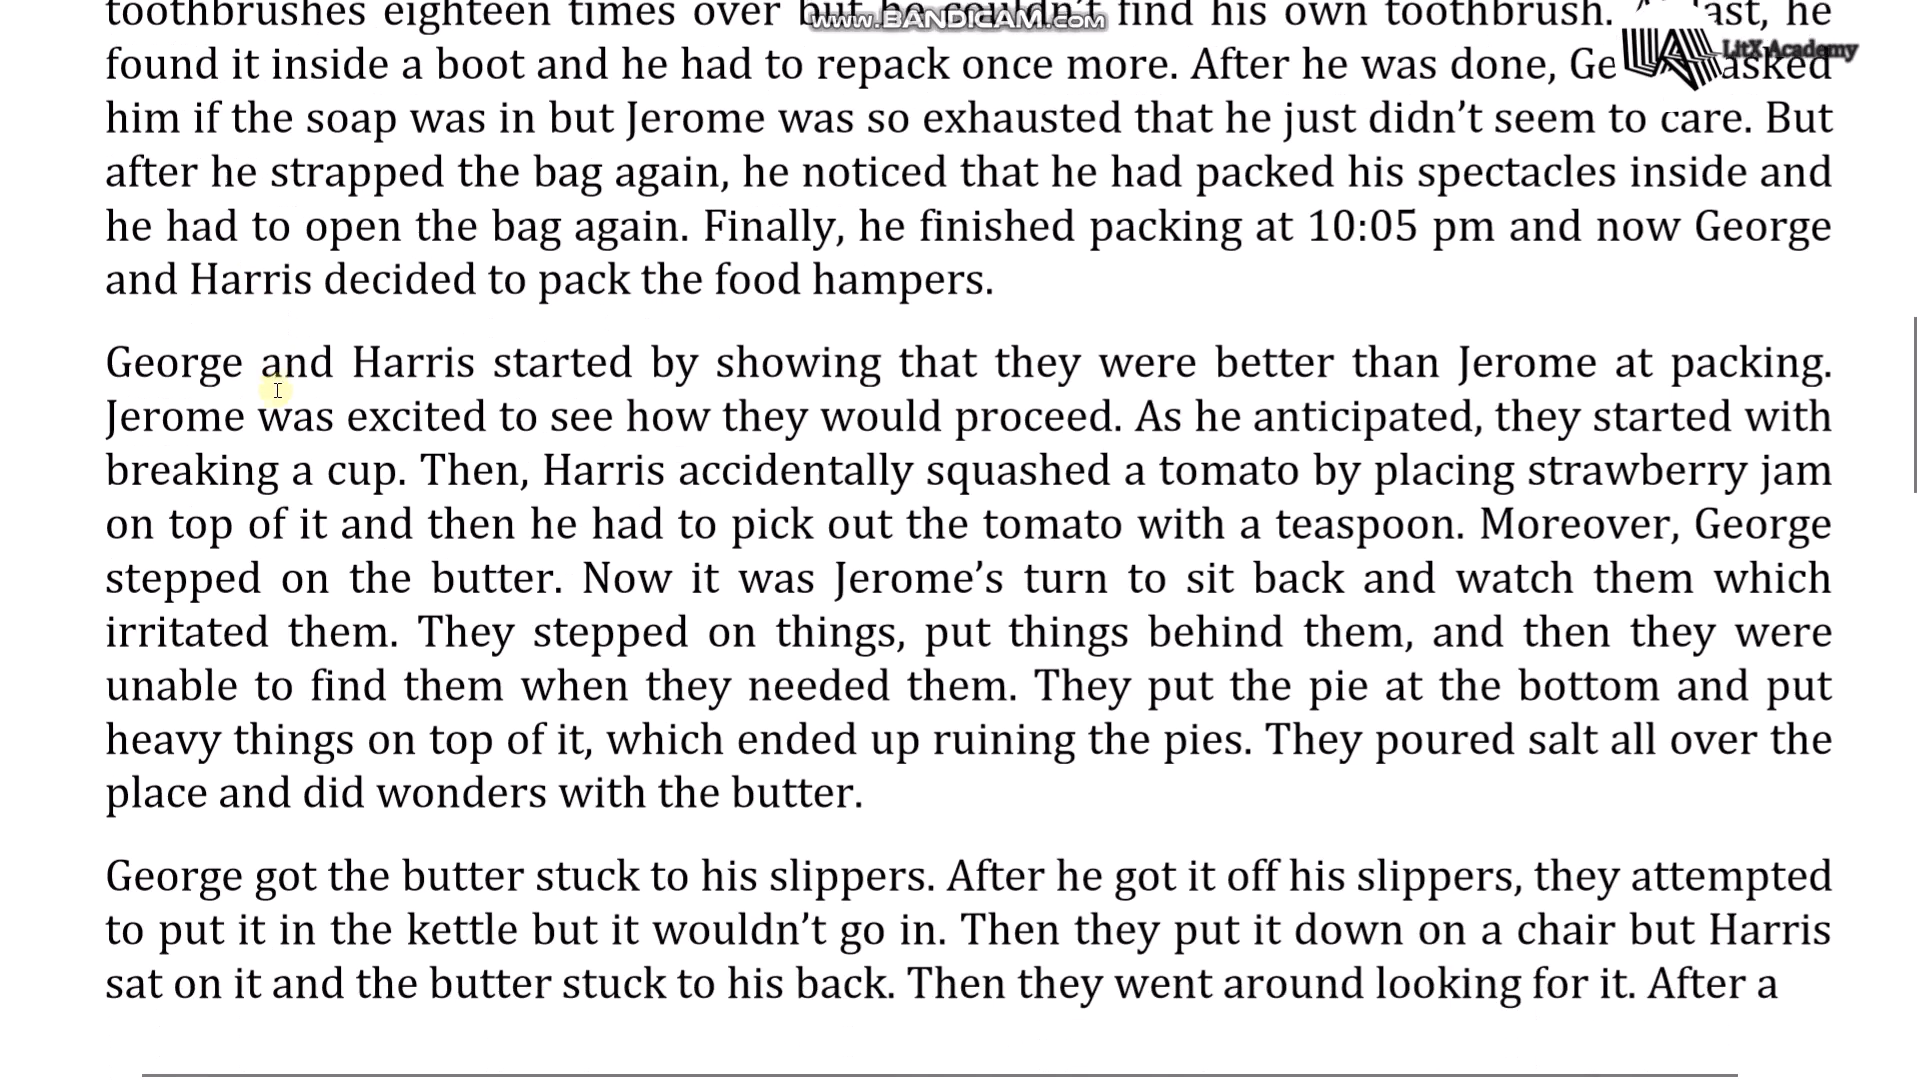 toothbrushes eighteen times over but he couldn't find his own toothbrush. At last, he
www.BANDICAM.com
LitX Academy
found it inside a boot and he had to repack once more. After he was done, Ge asked
him if the soap was in but Jerome was so exhausted that he just didn't seem to care. But
after he strapped the bag again, he noticed that he had packed his spectacles inside and
he had to open the bag again. Finally, he finished packing at 10:05 pm and now George
and Harris decided to pack the food hampers.
George and Harris started by showing that they were better than Jerome at packing.
Jerome was excited to see how they would proceed. As he anticipated, they started with
breaking a cup. Then, Harris accidentally squashed a tomato by placing strawberry jam
on top of it and then he had to pick out the tomato with a teaspoon. Moreover, George
stepped on the butter. Now it was Jerome's turn to sit back and watch them which
irritated them. They stepped on things, put things behind them, and then they were
unable to find them when they needed them. They put the pie at the bottom and put
heavy things on top of it, which ended up ruining the pies. They poured salt all over the
place and did wonders with the butter.
George got the butter stuck to his slippers. After he got it off his slippers, they attempted
to put it in the kettle but it wouldn't go in. Then they put it down on a chair but Harris
sat on it and the butter stuck to his back. Then they went around looking for it. After a